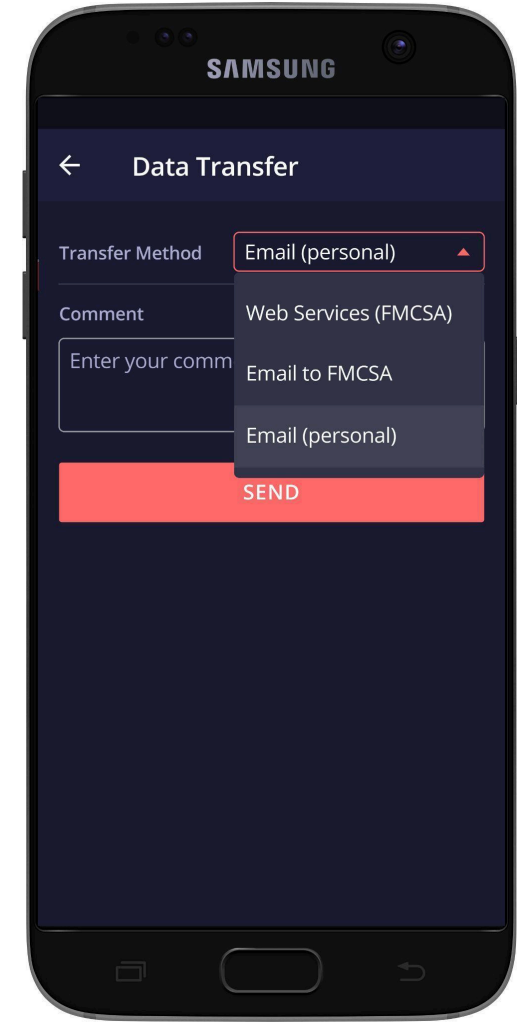 SAMSUNG
Data Transfer
Transfer Method
Email (personal)
Web Services (FMCSA)
Comment
Enter your comm
Email to FMCSA
Email (personal)
SEND